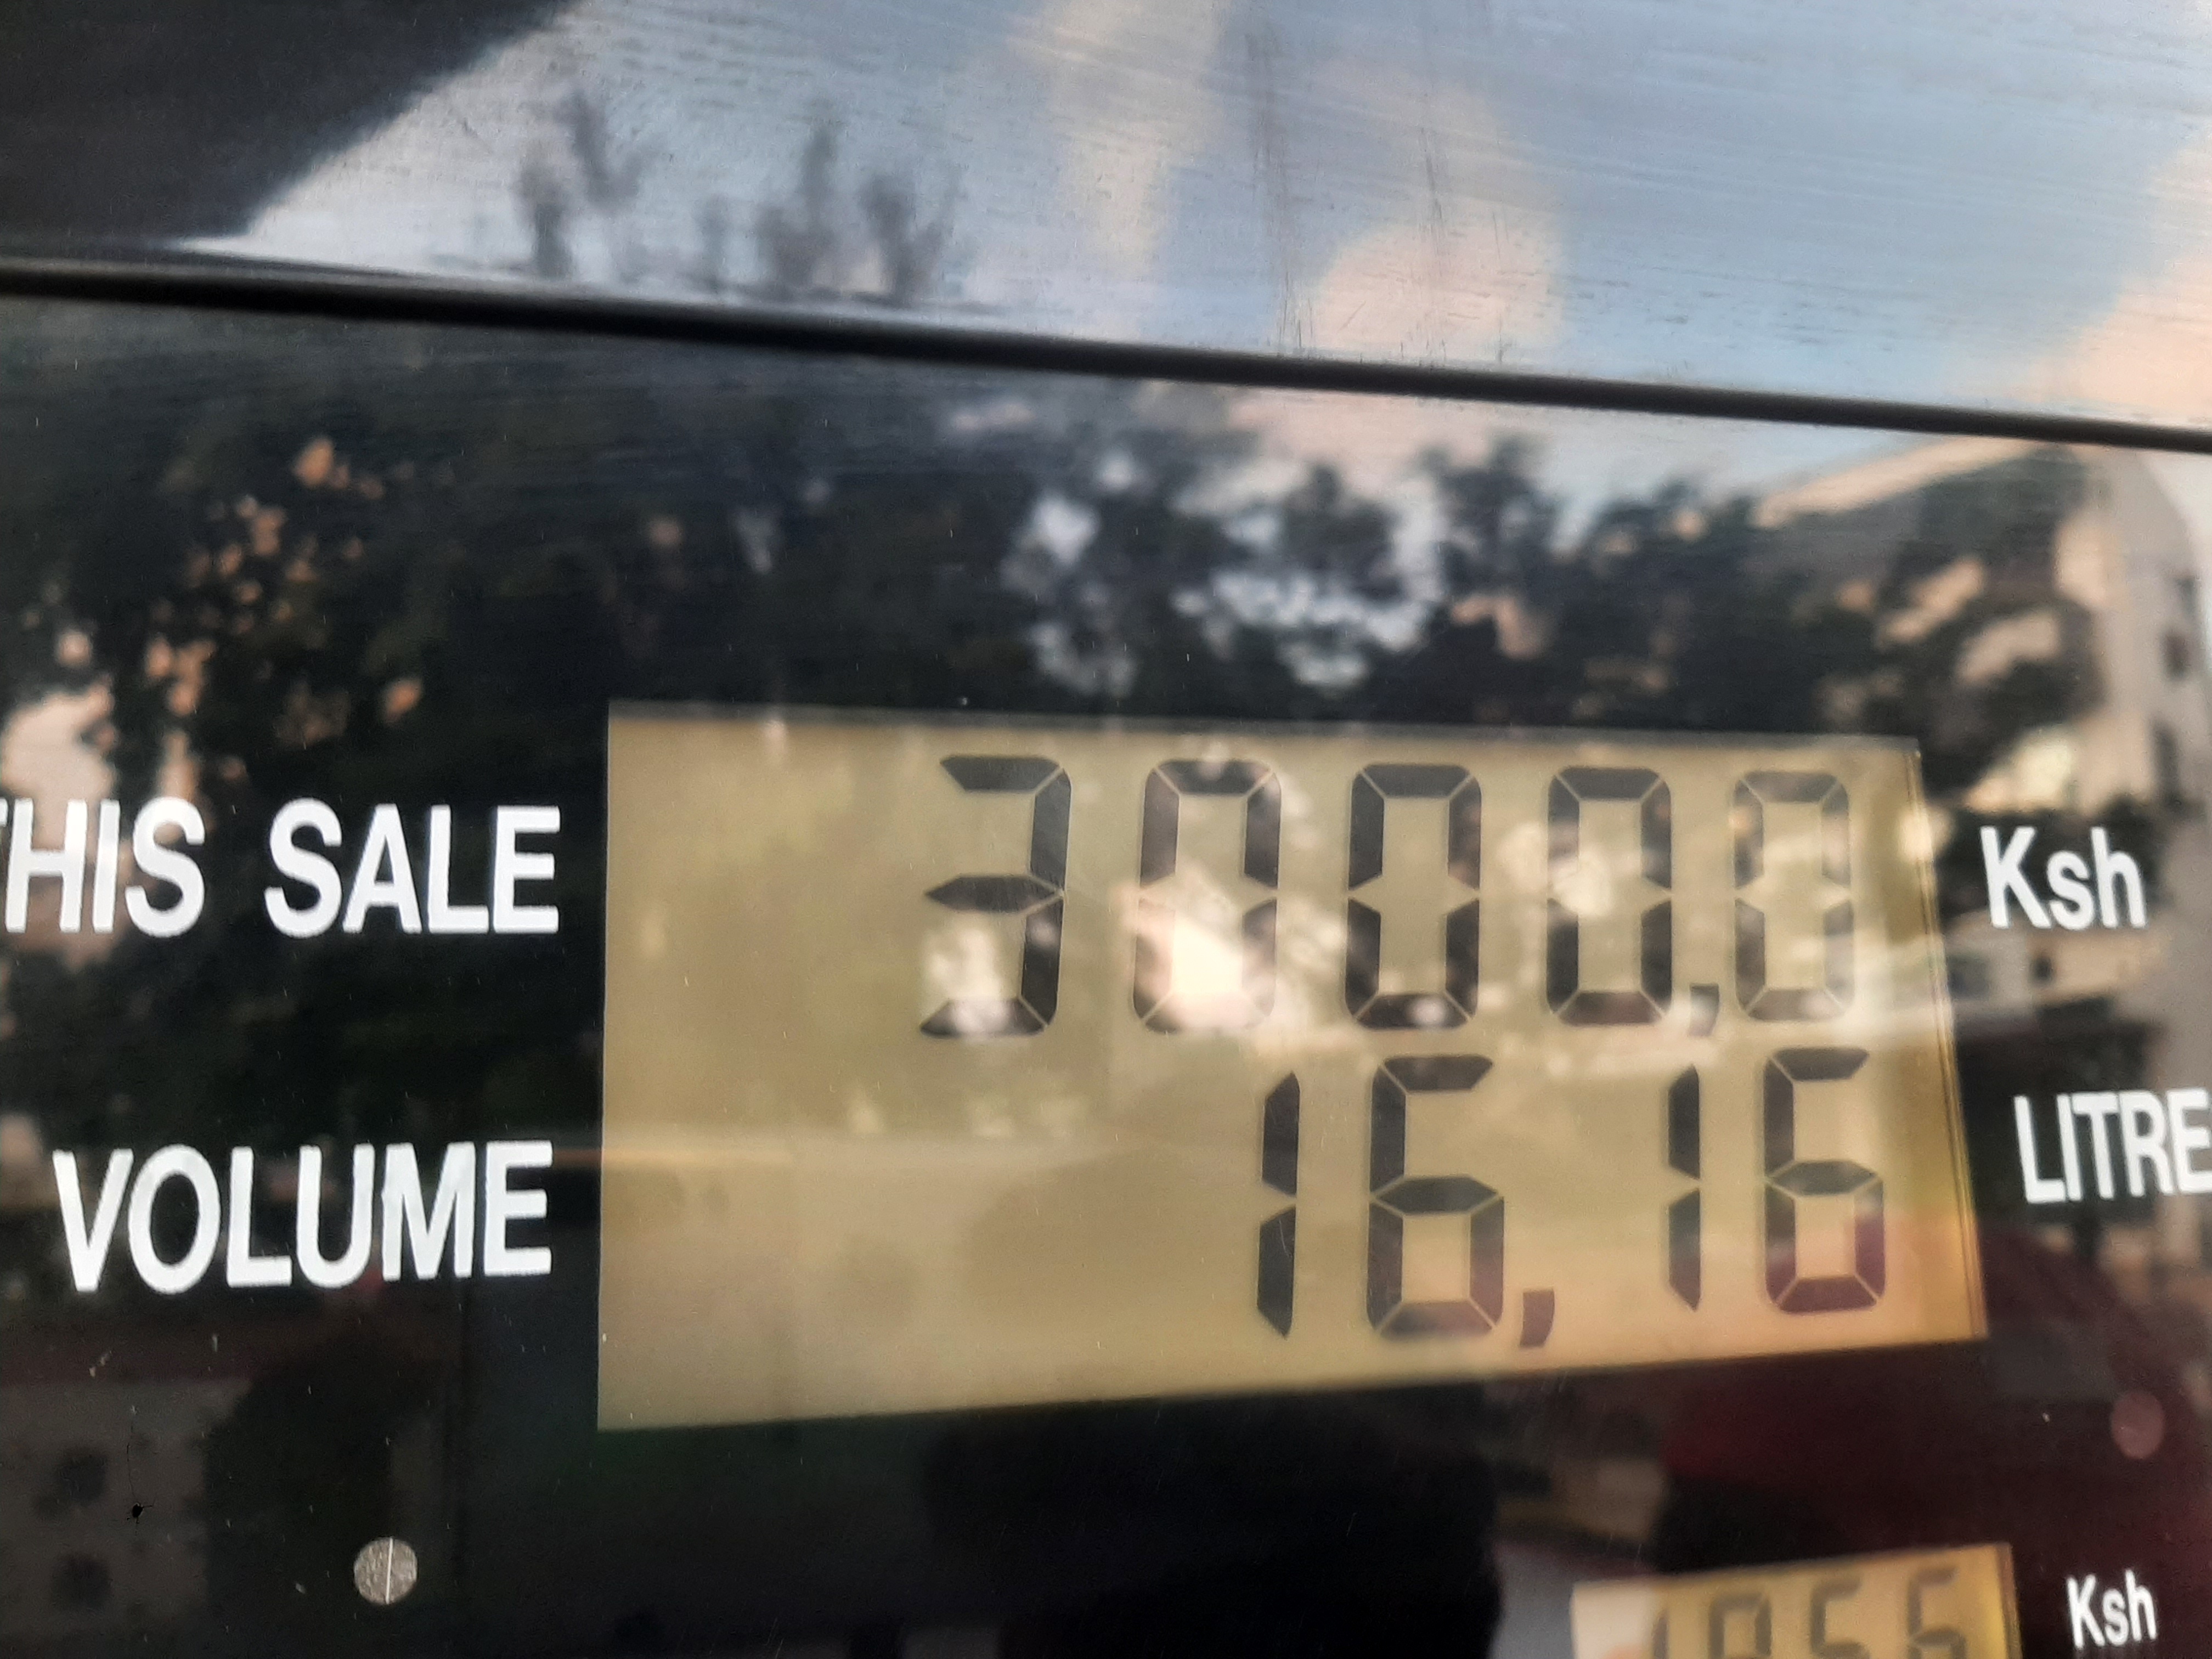 THIS SALE 3000,0 Ksh
VOLUME 16,16 LITRE
Ksh